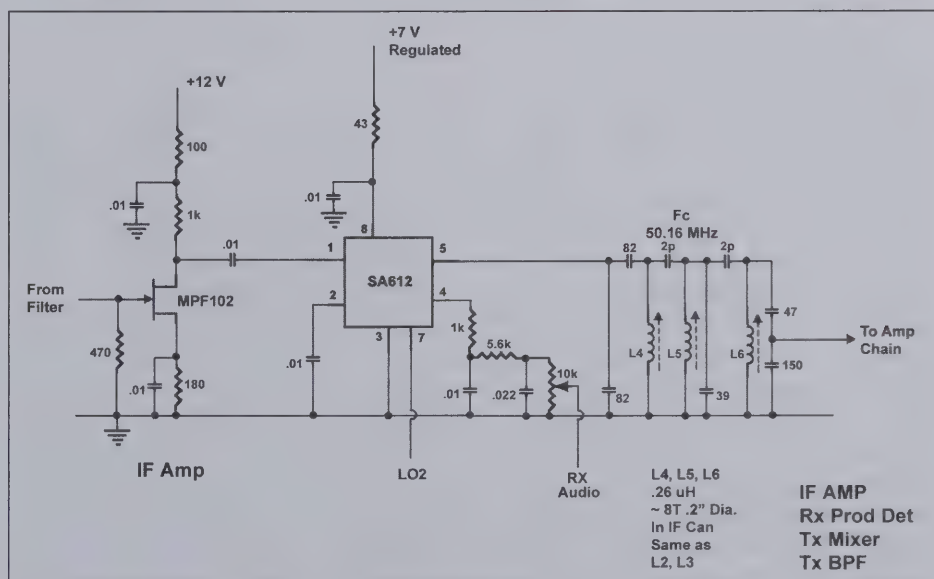 +7 V
Regulated
+12 V
43
100
.01
.01
8
1k
Fc
50.16 MHz
.01
1
5
82
2p
2p
SA612
From
Filter
MPF102
2
4
47
3
7
1k
To Amp
Chain
L4
L5
L6
5.6k
470
150
.01
180
.01
.01
.022
10k
82
39
IF Amp
LO2
RX
Audio
L4, L5, L6
.26 uH
~ 8T .2" Dia.
In IF Can
Same as
L2, L3
IF AMP
Rx Prod Det
Tx Mixer
Tx BPF